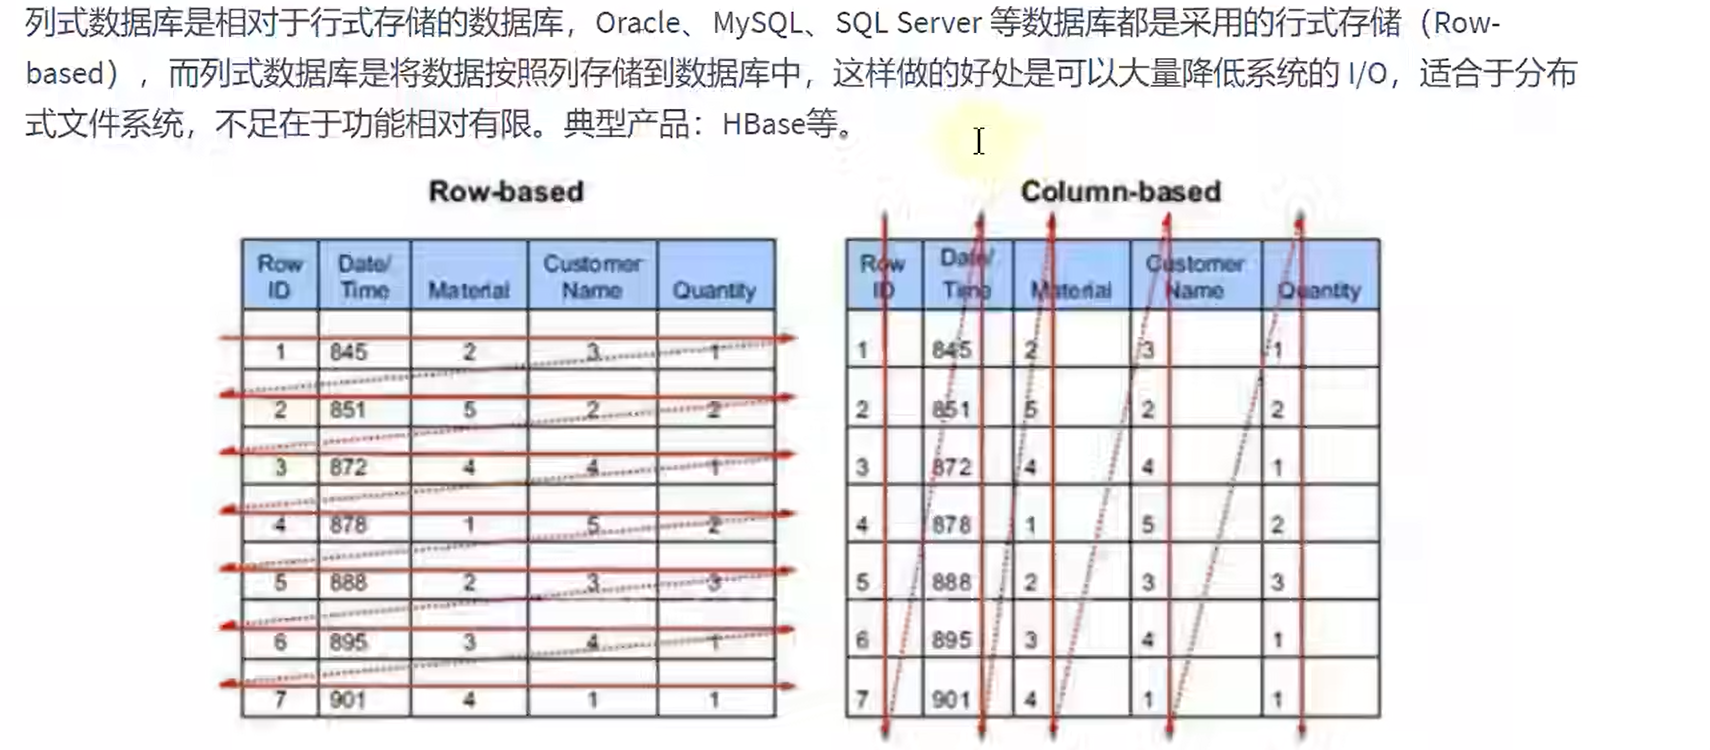 列式数据库是相对于行式存储的数据库，Oracle、MySQL、SQL Server 等数据库都是采用的行式存储（Row-
based），而列式数据库是将数据按照列存储到数据库中，这样做的好处是可以大量降低系统的 I/O，适合于分布
式文件系统，不足在于功能相对有限。典型产品：HBase等。
Row-based
Row ID Date/ Time Material Customer Name Quantity
1 845 2 3 1
2 851 5 2 2
3 872 4 4 1
4 878 1 5 2
5 888 2 3 3
6 895 3 4 1
7 901 4 1 1
Column-based
Row ID Date/ Time Material Customer Name Quantity
1 845 2 3 1
2 851 5 2 2
3 872 4 4 1
4 878 1 5 2
5 888 2 3 3
6 895 3 4 1
7 901 4 1 1